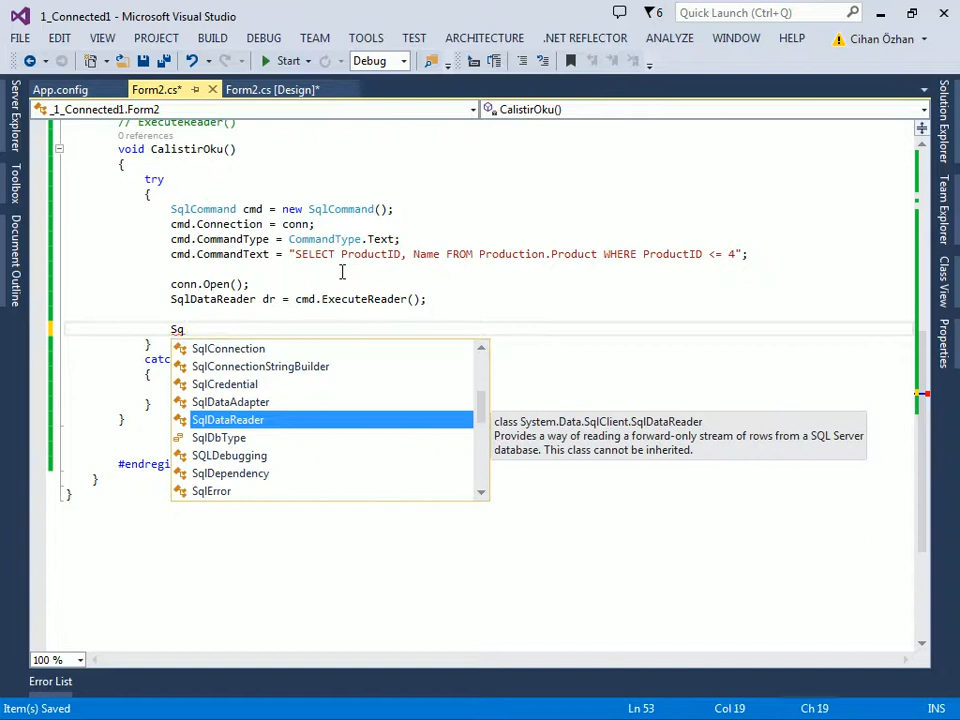 1_Connected1 - Microsoft Visual Studio
6
Quick Launch (Ctrl+Q)
FILE EDIT VIEW PROJECT BUILD DEBUG TEAM TOOLS TEST ARCHITECTURE .NET REFLECTOR ANALYZE WINDOW HELP Cihan Özhan
Start Debug
App.config Form2.cs* Form2.cs [Design]*
_1_Connected1.Form2 CalistirOku()
Server Explorer
Toolbox
Document Outline
// ExecuteReader()
0 references
void CalistirOku()
{
try
{
SqlCommand cmd = new SqlCommand();
cmd.Connection = conn;
cmd.CommandType = CommandType.Text;
cmd.CommandText = "SELECT ProductID, Name FROM Production.Product WHERE ProductID <= 4";
conn.Open();
SqlDataReader dr = cmd.ExecuteReader();
Sq
}
catc
{
}
}
#endregi
}
}
SqlConnection
SqlConnectionStringBuilder
SqlCredential
SqlDataAdapter
SqlDataReader
SqlDbType
SQLDebugging
SqlDependency
SqlError
class System.Data.SqlClient.SqlDataReader
Provides a way of reading a forward-only stream of rows from a SQL Server
database. This class cannot be inherited.
Solution Explorer
Team Explorer
Class View
Properties
100 %
Error List
Item(s) Saved Ln 53 Col 19 Ch 19 INS